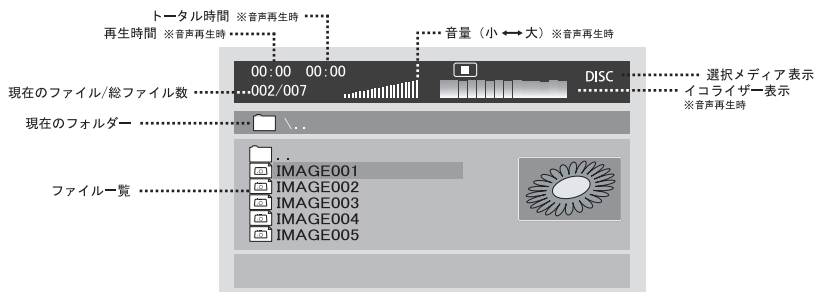 トータル時間 ※音声再生時
再生時間 ※音声再生時
音量（小 ⟷ 大）※音声再生時
00:00 00:00
DISC
選択メディア表示
002/007
現在のファイル/総ファイル数
イコライザー表示
※音声再生時
現在のフォルダー
\..
..
IMAGE001
ファイル一覧
IMAGE002
IMAGE003
IMAGE004
IMAGE005